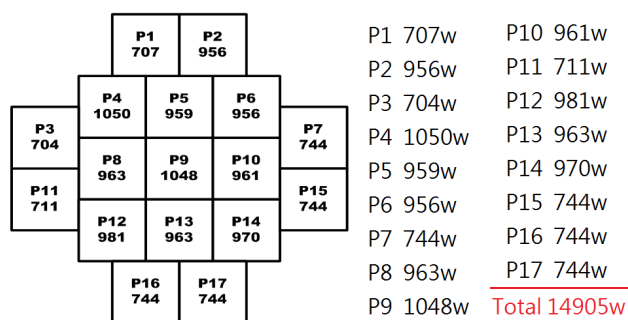 P1 P2
707 956
P4 P5 P6
1050 959 956
P3 P7
704 744
P8 P9 P10
963 1048 961
P11 P15
711 744
P12 P13 P14
981 963 970
P16 P17
744 744
P1 707w
P2 956w
P3 704w
P4 1050w
P5 959w
P6 956w
P7 744w
P8 963w
P9 1048w
P10 961w
P11 711w
P12 981w
P13 963w
P14 970w
P15 744w
P16 744w
P17 744w
Total 14905w